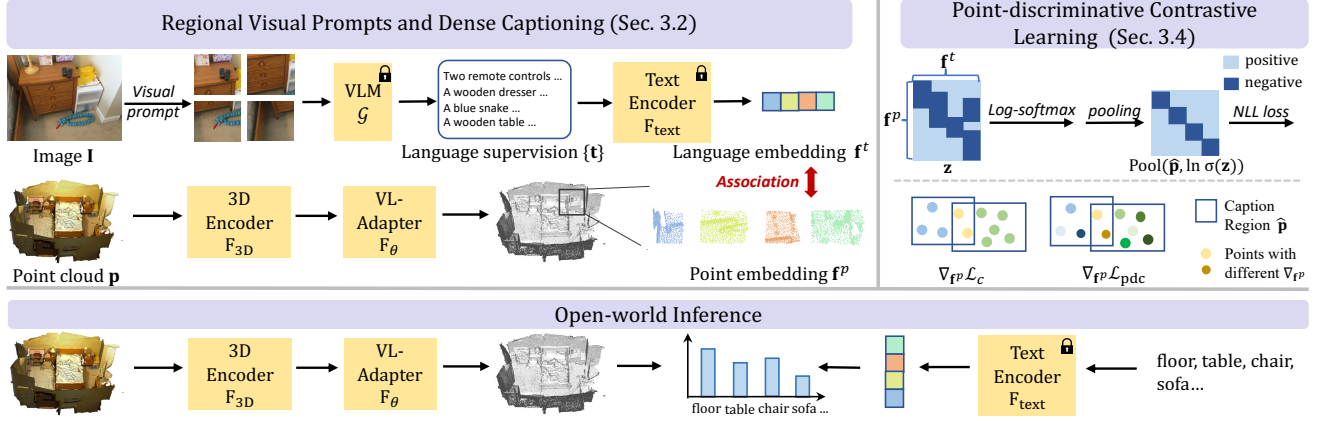 Regional Visual Prompts and Dense Captioning (Sec. 3.2)
Visual
prompt
VLM
𝒢
Two remote controls ...
A wooden dresser ...
A blue snake ...
A wooden table ...
Text
Encoder
F_text
Image I
Language supervision {t}
Language embedding f^t
Association
3D
Encoder
F_3D
VL-
Adapter
F_θ
Point cloud p
Point embedding f^p
Point-discriminative Contrastive
Learning (Sec. 3.4)
f^t
positive
negative
f^p
Log-softmax
pooling
NLL loss
z
Pool(p̂, ln σ(z))
Caption
Region p̂
Points with
different ∇_f^p
∇_f^p ℒ_c
∇_f^p ℒ_pdc
Open-world Inference
3D
Encoder
F_3D
VL-
Adapter
F_θ
floor table chair sofa ...
Text
Encoder
F_text
floor, table, chair,
sofa...